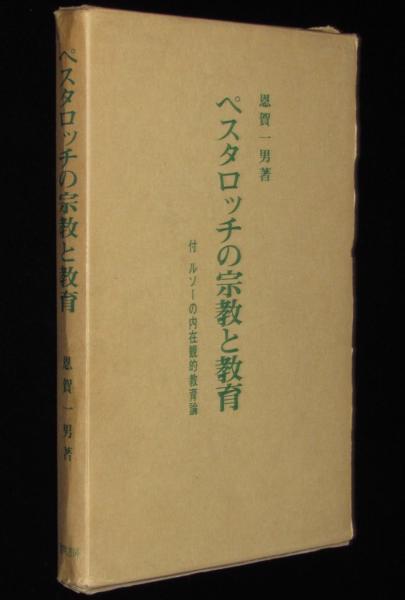 恩賀一男著
ペスタロッチの宗教と教育
付 ルソーの内在観的教育論
ペスタロッチの宗教と教育
恩賀一男著